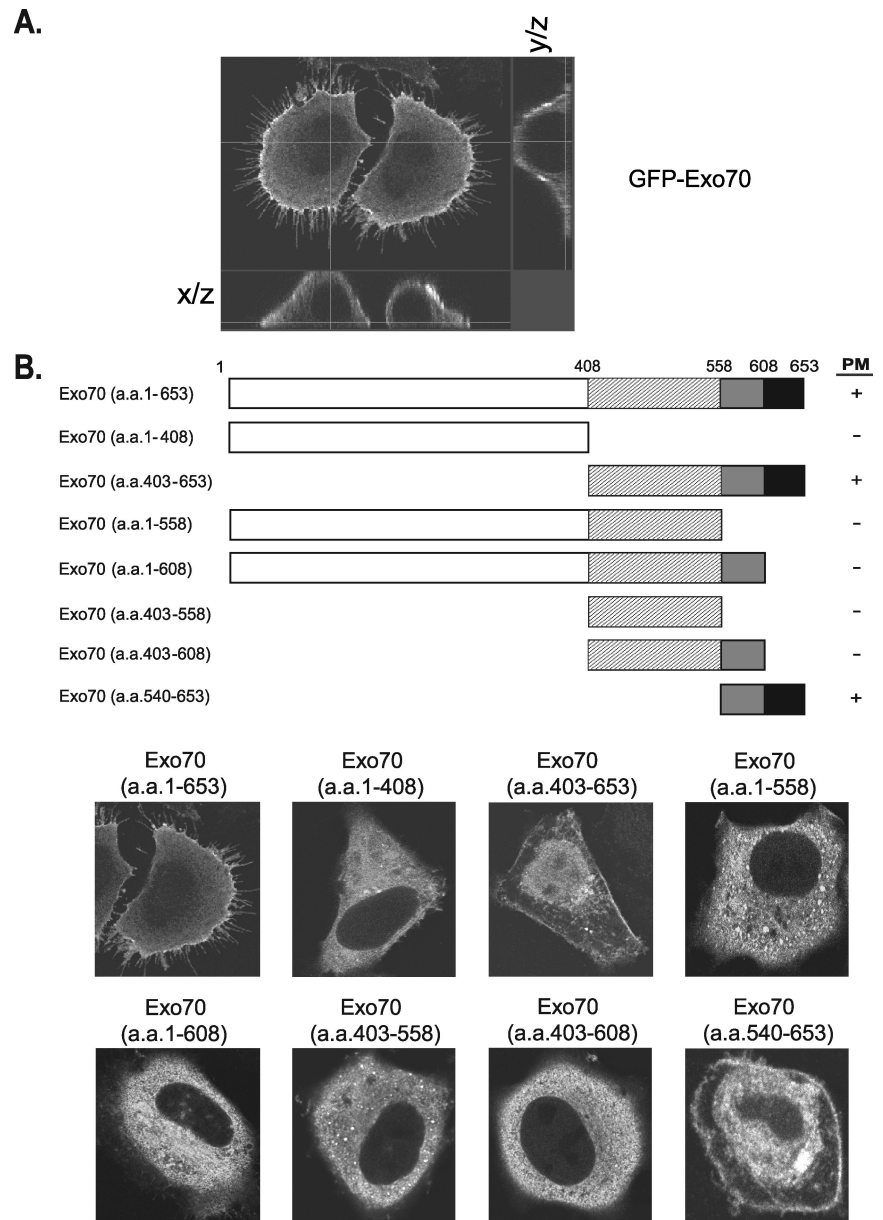 A.
y/z
GFP-Exo70
x/z
B.
1 408 558 608 653 PM
Exo70 (a.a.1-653) +
Exo70 (a.a.1-408) -
Exo70 (a.a.403-653) +
Exo70 (a.a.1-558) -
Exo70 (a.a.1-608) -
Exo70 (a.a.403-558) -
Exo70 (a.a.403-608) -
Exo70 (a.a.540-653) +
Exo70 Exo70 Exo70 Exo70
(a.a.1-653) (a.a.1-408) (a.a.403-653) (a.a.1-558)
Exo70 Exo70 Exo70 Exo70
(a.a.1-608) (a.a.403-558) (a.a.403-608) (a.a.540-653)